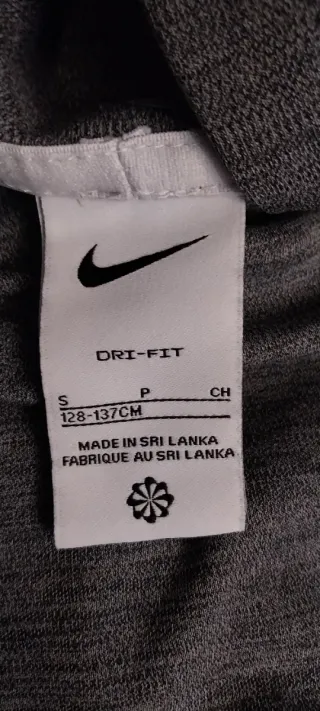 DRI-FIT
S P CH
128-137CM
MADE IN SRI LANKA
FABRIQUE AU SRI LANKA